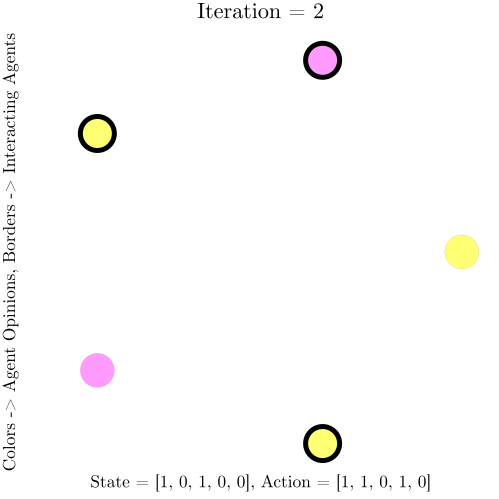 Iteration = 2
Colors -> Agent Opinions, Borders -> Interacting Agents
State = [1, 0, 1, 0, 0], Action = [1, 1, 0, 1, 0]